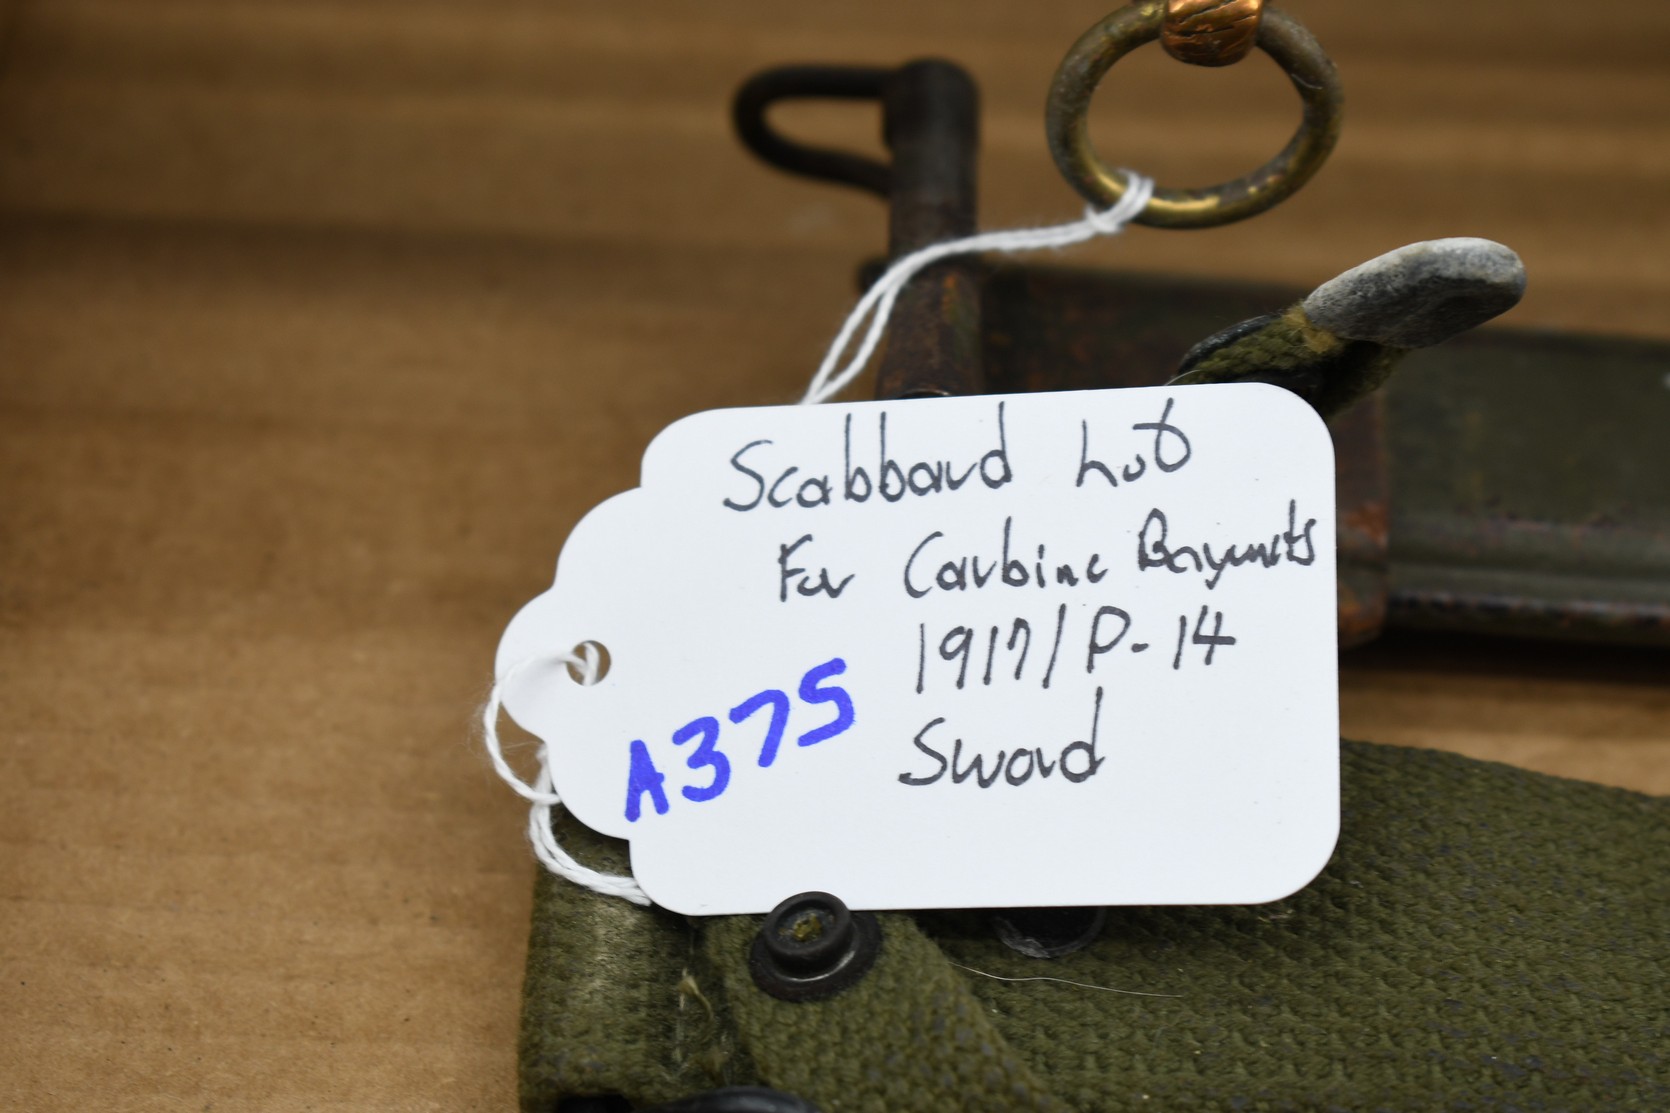 Scabbard Lot
For Carbine Bayonets
1917/P-14
Sword
A375